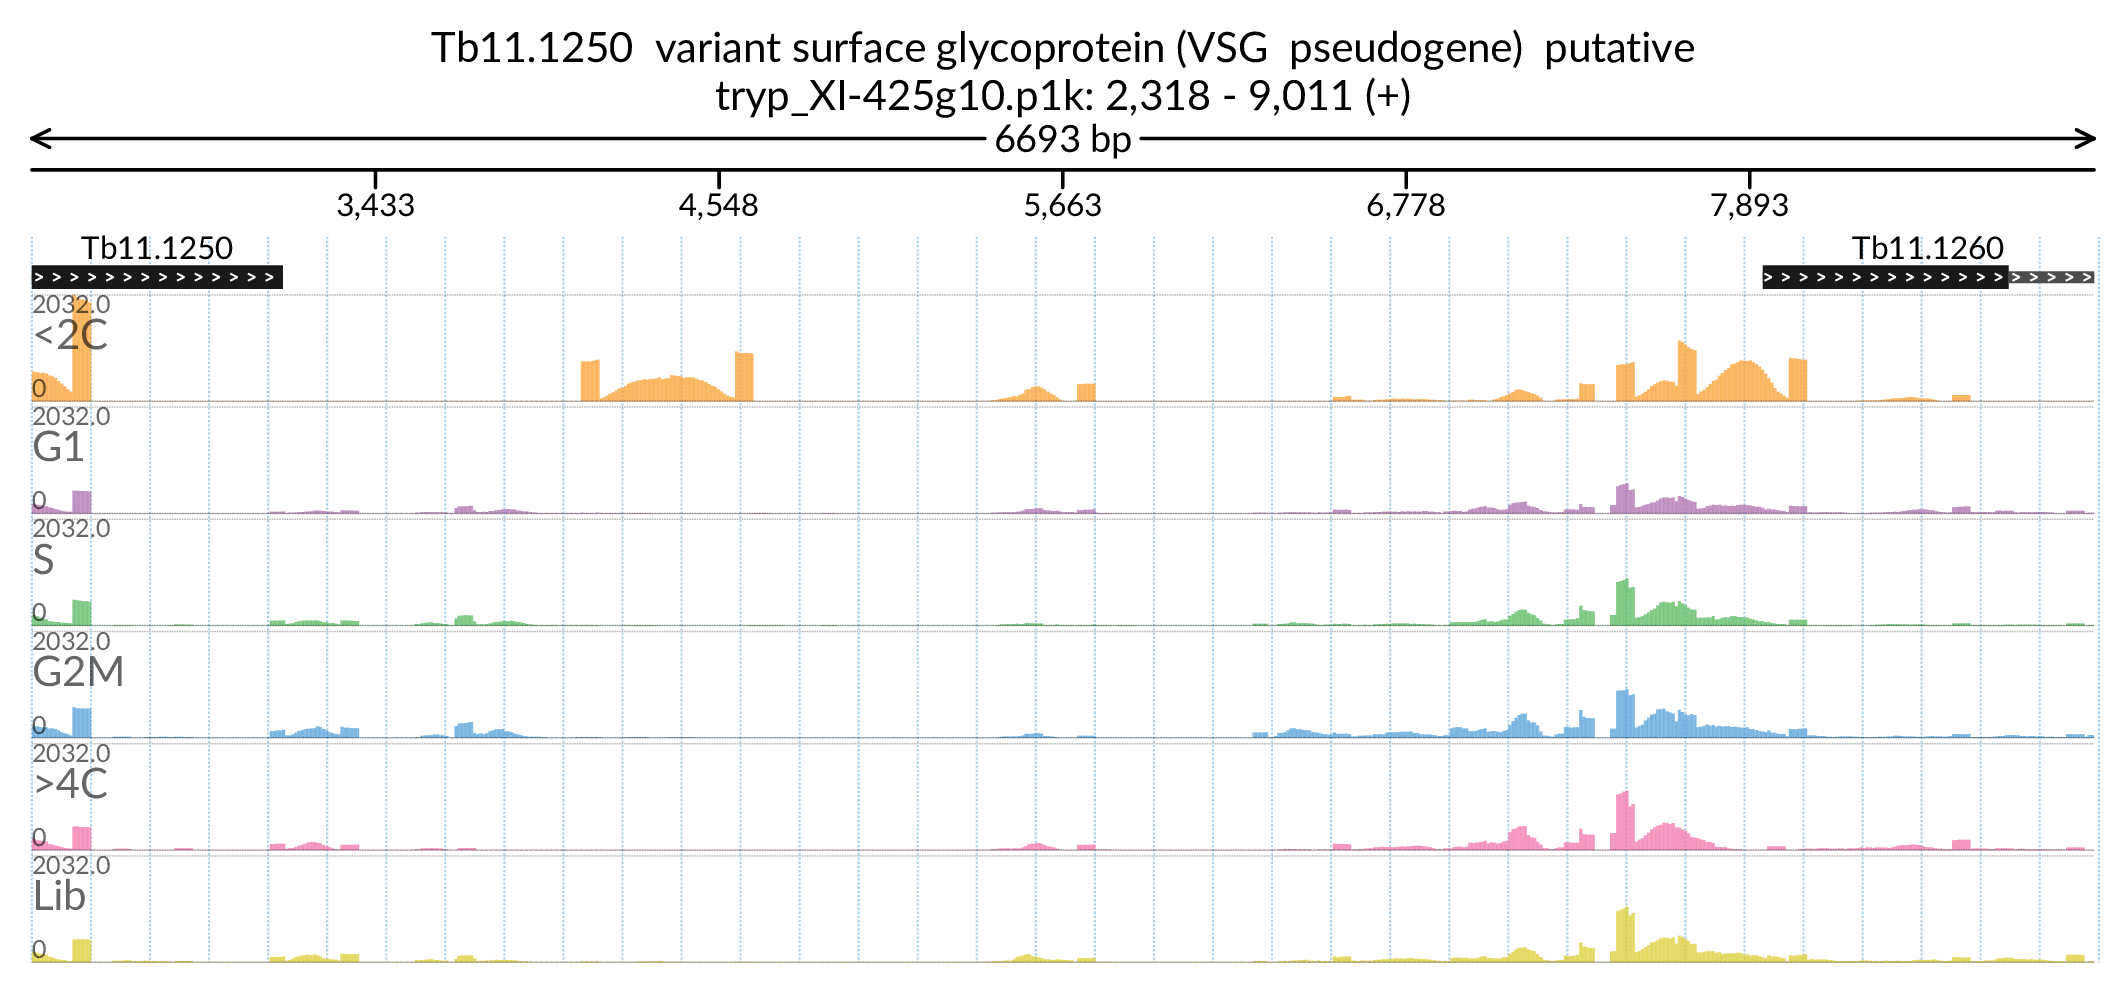 Tb11.1250 variant surface glycoprotein (VSG pseudogene) putative
tryp_XI-425g10.p1k: 2,318 - 9,011 (+)
6693 bp
3,433 4,548 5,663 6,778 7,893
Tb11.1250 Tb11.1260
2032.0
<2C
0
2032.0
G1
0
2032.0
S
0
2032.0
G2M
0
2032.0
>4C
0
2032.0
Lib
0